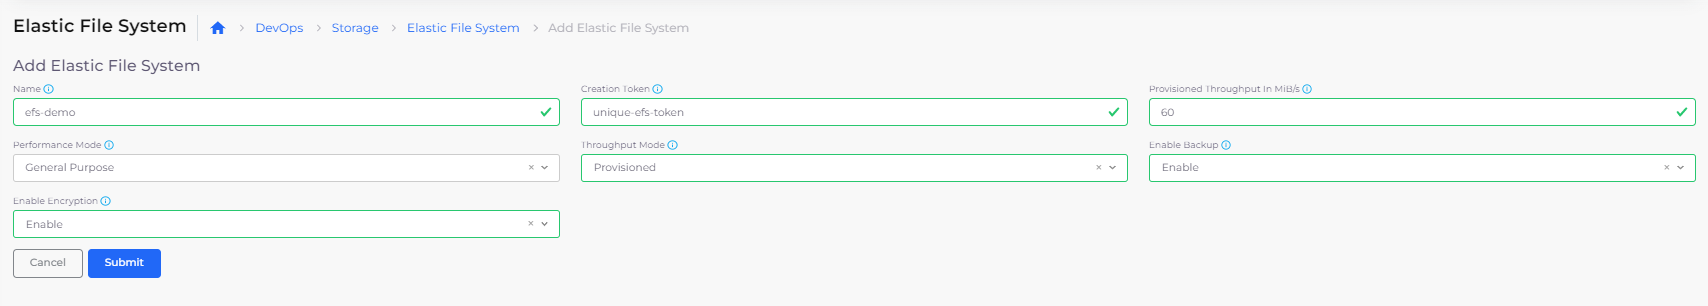 Elastic File System DevOps Storage Elastic File System Add Elastic File System
Add Elastic File System
Name Creation Token Provisioned Throughput In MiB/s
efs-demo unique-efs-token 60
Performance Mode Throughput Mode Enable Backup
General Purpose Provisioned Enable
Enable Encryption
Enable
Cancel Submit